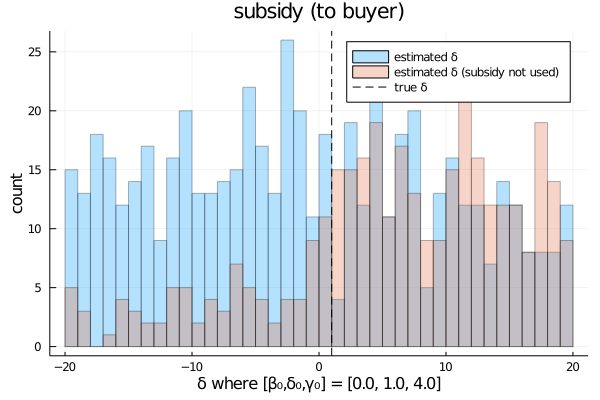 subsidy (to buyer)
25
20
15
10
5
0
count
estimated δ
estimated δ (subsidy not used)
true δ
−20
−10
0
10
20
δ where [β₀,δ₀,γ₀] = [0.0, 1.0, 4.0]